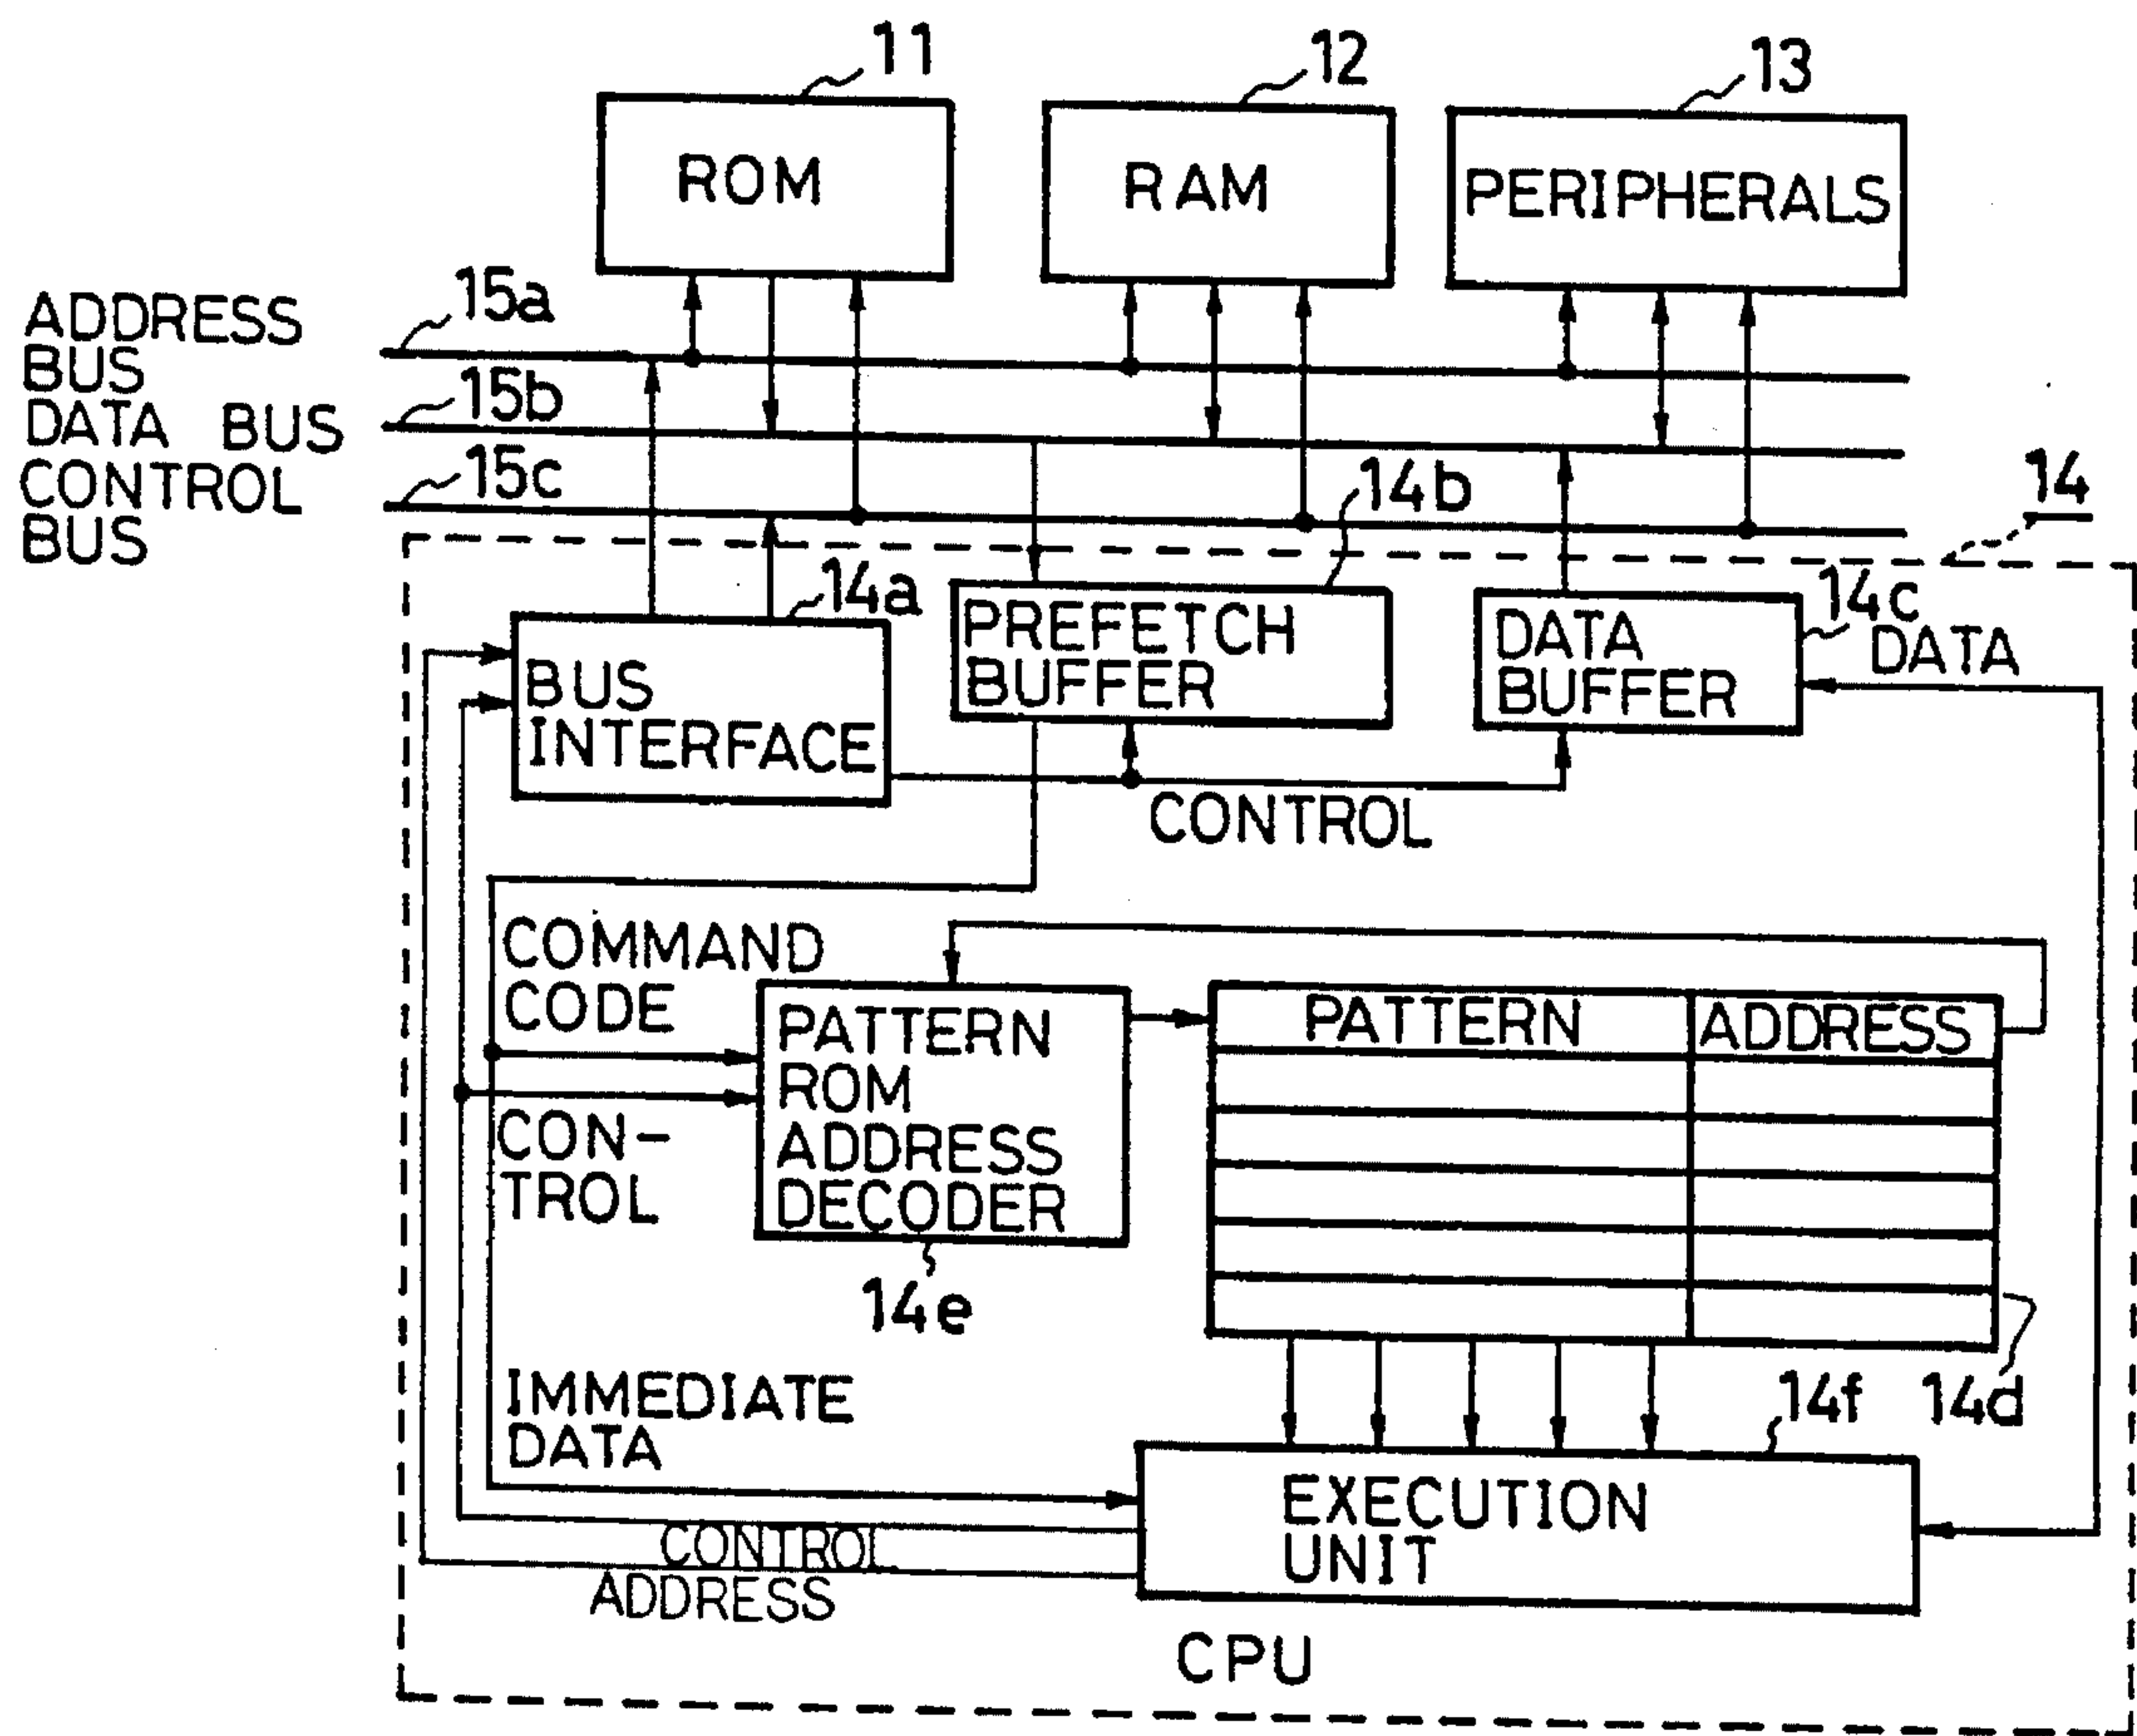 11
12
13
ROM
RAM
PERIPHERALS
ADDRESS
BUS
15a
DATA BUS
15b
CONTROL
BUS
15c
14
14a
14b
14c
BUS
INTERFACE
PREFETCH
BUFFER
DATA
BUFFER
DATA
CONTROL
COMMAND
CODE
CON-
TROL
PATTERN
ROM
ADDRESS
DECODER
14e
PATTERN
ADDRESS
14d
IMMEDIATE
DATA
14f
EXECUTION
UNIT
CONTROL
ADDRESS
CPU